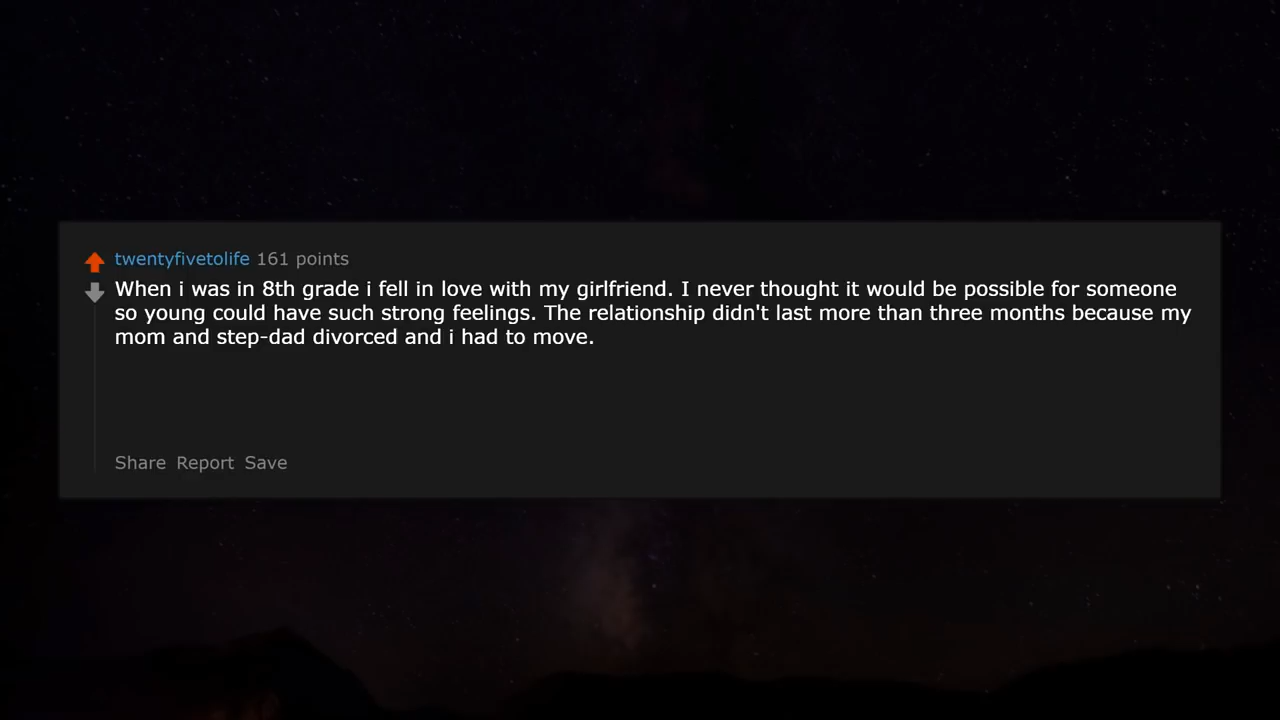 twentyfivetolife 161 points
When i was in 8th grade i fell in love with my girlfriend. I never thought it would be possible for someone
so young could have such strong feelings. The relationship didn't last more than three months because my
mom and step-dad divorced and i had to move.
Share Report Save